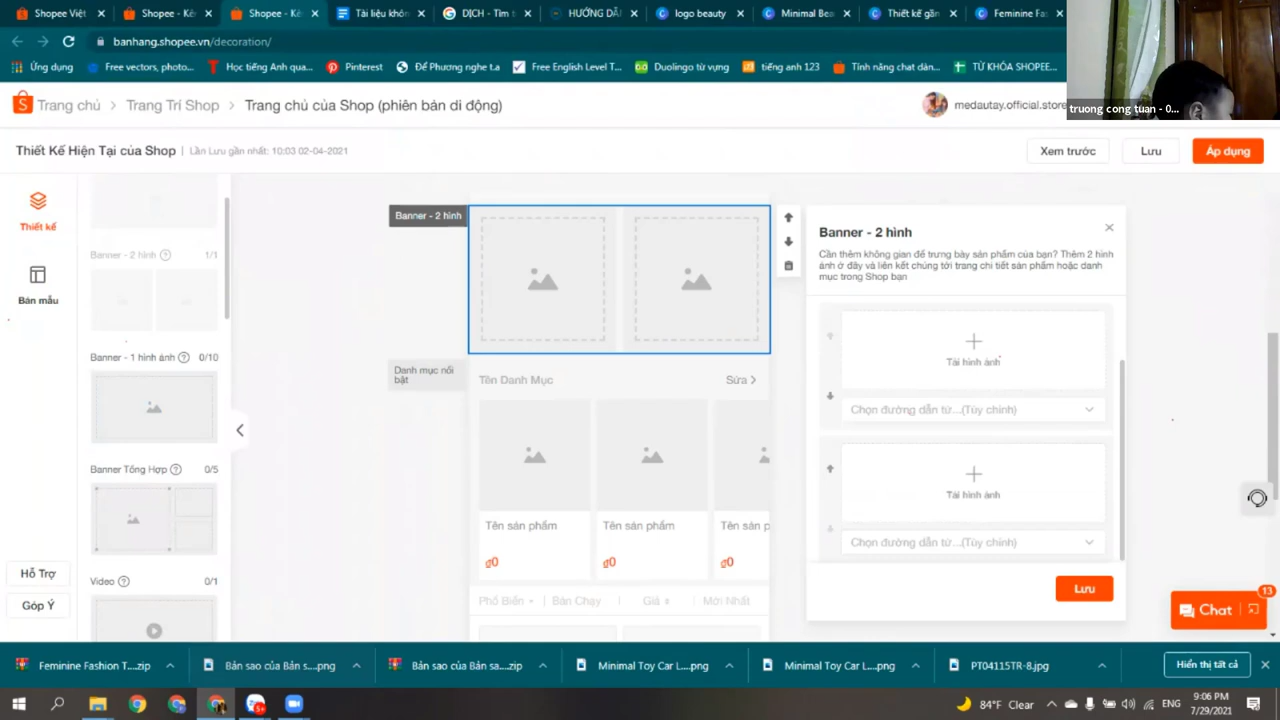 Shopee Việt
Shopee - Kê
Shopee - Kê
Tài liệu khôn
DỊCH - Tìm t
HƯỚNG DẪ
logo beauty
Minimal Bea
Thiết kế gần
Feminine Fas
banhang.shopee.vn/decoration/
Ứng dụng
Free vectors, photo...
Học tiếng Anh qua...
Pinterest
Để Phương nghe t.a
Free English Level T...
Duolingo từ vựng
tiếng anh 123
Tính năng chat dàn...
TỪ KHÓA SHOPEE...
truong cong tuan - 0...
Trang chủ > Trang Trí Shop > Trang chủ của Shop (phiên bản di động)
medautay.official.store
Thiết Kế Hiện Tại của Shop
Lần Lưu gần nhất: 10:03 02-04-2021
Xem trước
Lưu
Áp dụng
Thiết kế
Bản mẫu
Hỗ Trợ
Góp Ý
Banner - 2 hình 1/1
Banner - 1 hình ảnh 0/10
Banner Tổng Hợp 0/5
Video 0/1
Banner - 2 hình
Danh mục nổi
bật
Tên Danh Mục
Sửa >
Tên sản phẩm
Tên sản phẩm
Tên sản p
₫0
₫0
₫0
Phổ Biến
Bán Chạy
Giá
Mới Nhất
Banner - 2 hình
Cần thêm không gian để trưng bày sản phẩm của bạn? Thêm 2 hình
ảnh ở đây và liên kết chúng tới trang chi tiết sản phẩm hoặc danh
mục trong Shop bạn
Tải hình ảnh
Chọn đường dẫn từ...(Tùy chỉnh)
Tải hình ảnh
Chọn đường dẫn từ...(Tùy chỉnh)
Lưu
Chat
13
Feminine Fashion T....zip
Bản sao của Bản s....png
Bản sao của Bản sa....zip
Minimal Toy Car L....png
Minimal Toy Car L....png
PT04115TR-8.jpg
Hiển thị tất cả
84°F Clear
ENG
9:06 PM
7/29/2021